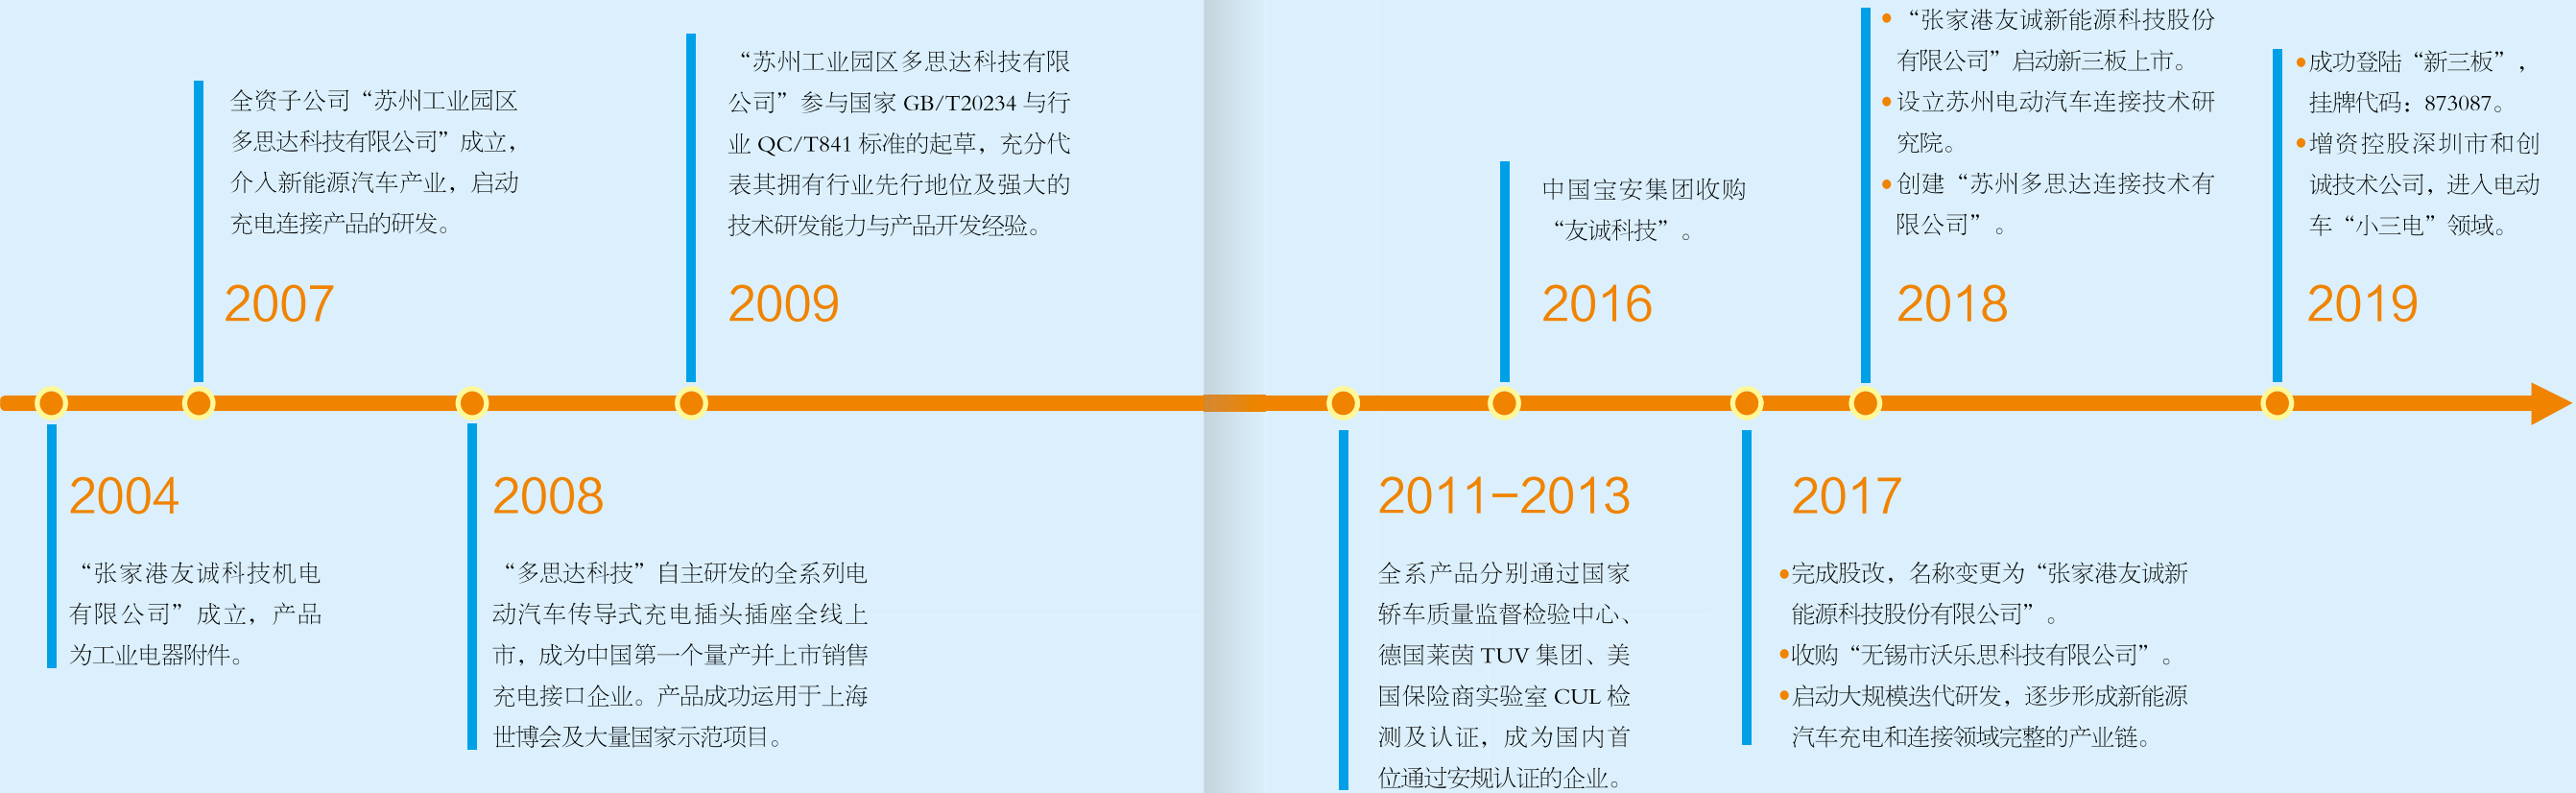 全资子公司“苏州工业园区
多思达科技有限公司”成立，
介入新能源汽车产业，启动
充电连接产品的研发。
2007
“苏州工业园区多思达科技有限
公司”参与国家 GB/T20234 与行
业 QC/T841 标准的起草，充分代
表其拥有行业先行地位及强大的
技术研发能力与产品开发经验。
2009
中国宝安集团收购
“友诚科技”。
2016
“张家港友诚新能源科技股份
有限公司”启动新三板上市。
设立苏州电动汽车连接技术研
究院。
创建“苏州多思达连接技术有
限公司”。
2018
成功登陆“新三板”，
挂牌代码：873087。
增资控股深圳市和创
诚技术公司，进入电动
车“小三电”领域。
2019
2004
“张家港友诚科技机电
有限公司”成立，产品
为工业电器附件。
2008
“多思达科技”自主研发的全系列电
动汽车传导式充电插头插座全线上
市，成为中国第一个量产并上市销售
充电接口企业。产品成功运用于上海
世博会及大量国家示范项目。
2011-2013
全系产品分别通过国家
轿车质量监督检验中心、
德国莱茵 TUV 集团、美
国保险商实验室 CUL 检
测及认证，成为国内首
位通过安规认证的企业。
2017
完成股改，名称变更为“张家港友诚新
能源科技股份有限公司”。
收购“无锡市沃乐思科技有限公司”。
启动大规模迭代研发，逐步形成新能源
汽车充电和连接领域完整的产业链。